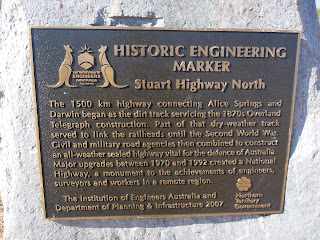 HISTORIC ENGINEERING
MARKER
Stuart Highway North
The 1500 km highway connecting Alice Springs and
Darwin began as the dirt track servicing the 1870s Overland
Telegraph construction. Part of that dry-weather track
served to link the railheads until the Second World War.
Civil and military road agencies then combined to construct
an all-weather sealed highway vital for the defence of Australia.
Major upgrades between 1970 and 1992 created a National
Highway, a monument to the achievements of engineers,
surveyors and workers in a remote region.
The Institution of Engineers Australia and
Department of Planning & Infrastructure 2007
Northern
Territory
Government